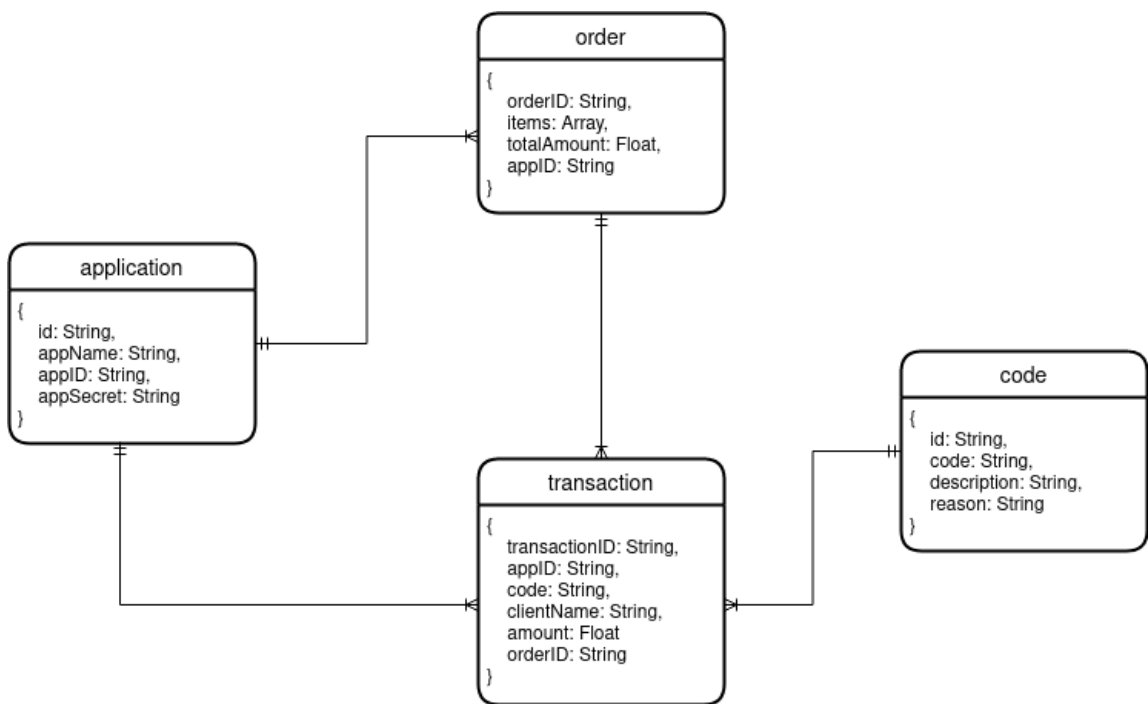 order
{
orderID: String,
items: Array,
totalAmount: Float,
appID: String
}
application
{
id: String,
appName: String,
appID: String,
appSecret: String
}
code
{
id: String,
code: String,
description: String,
reason: String
}
transaction
{
transactionID: String,
appID: String,
code: String,
clientName: String,
amount: Float
orderID: String
}